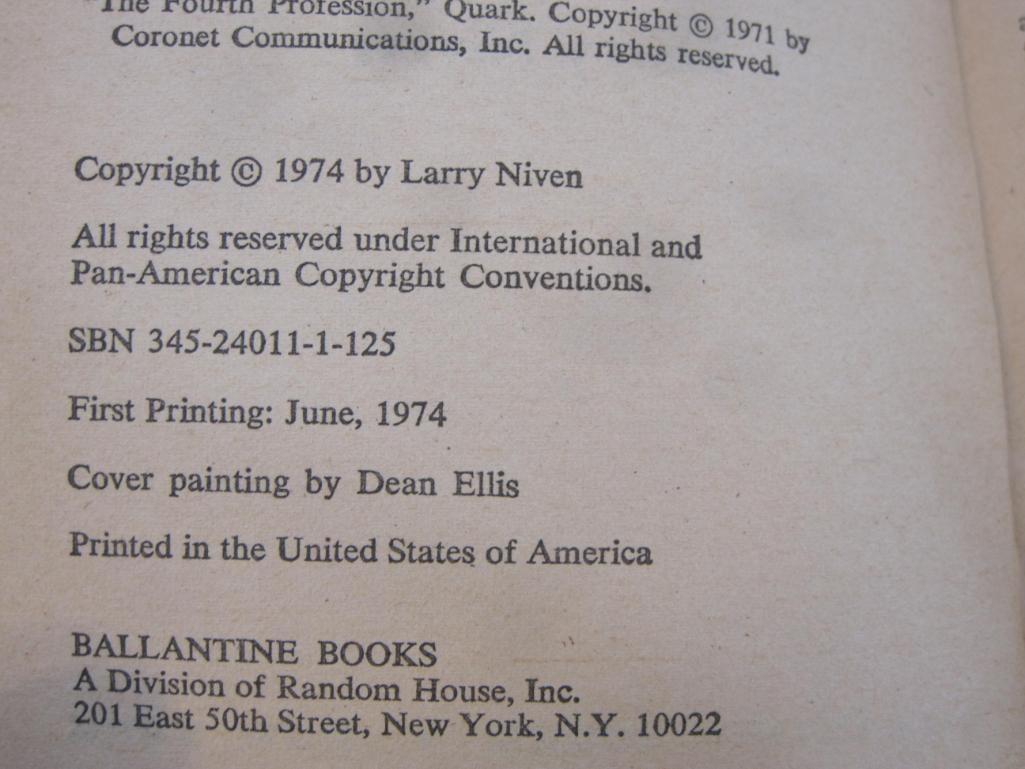 "The Fourth Profession," Quark. Copyright © 1971 by
Coronet Communications, Inc. All rights reserved.
Copyright © 1974 by Larry Niven
All rights reserved under International and
Pan-American Copyright Conventions.
SBN 345-24011-1-125
First Printing: June, 1974
Cover painting by Dean Ellis
Printed in the United States of America
BALLANTINE BOOKS
A Division of Random House, Inc.
201 East 50th Street, New York, N.Y. 10022